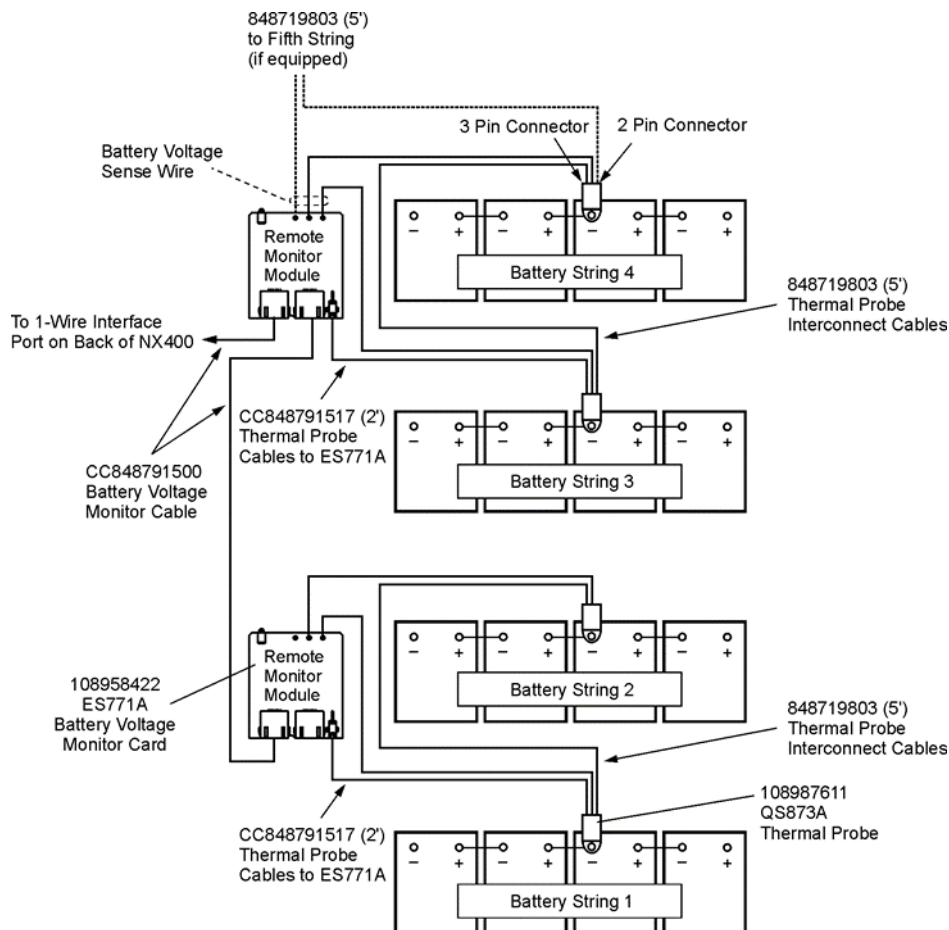 848719803 (5')
to Fifth String
(if equipped)
3 Pin Connector
2 Pin Connector
Battery Voltage
Sense Wire
Remote
Monitor
Module
- + - + - + - +
Battery String 4
848719803 (5')
Thermal Probe
Interconnect Cables
To 1-Wire Interface
Port on Back of NX400
CC848791517 (2')
Thermal Probe
Cables to ES771A
CC848791500
Battery Voltage
Monitor Cable
- + - + - + - +
Battery String 3
Remote
Monitor
Module
- + - + - + - +
Battery String 2
108958422
ES771A
Battery Voltage
Monitor Card
848719803 (5')
Thermal Probe
Interconnect Cables
108987611
QS873A
Thermal Probe
CC848791517 (2')
Thermal Probe
Cables to ES771A
- + - + - + - +
Battery String 1